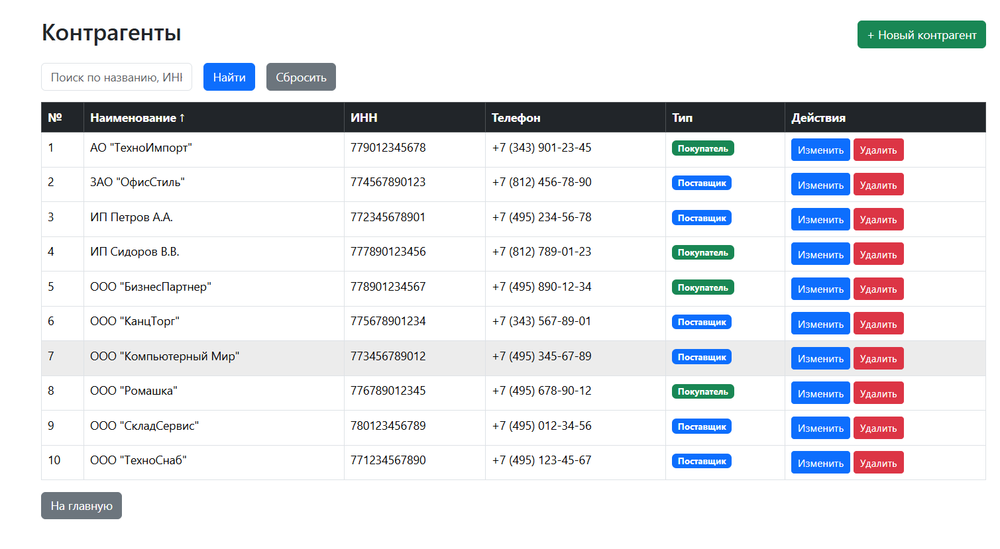 Контрагенты
+ Новый контрагент
Поиск по названию, ИНН Найти Сбросить
№ Наименование ↑ ИНН Телефон Тип Действия
1 АО "ТехноИмпорт" 779012345678 +7 (343) 901-23-45 Покупатель Изменить Удалить
2 ЗАО "ОфисСтиль" 774567890123 +7 (812) 456-78-90 Поставщик Изменить Удалить
3 ИП Петров А.А. 772345678901 +7 (495) 234-56-78 Поставщик Изменить Удалить
4 ИП Сидоров В.В. 777890123456 +7 (812) 789-01-23 Покупатель Изменить Удалить
5 ООО "БизнесПартнер" 778901234567 +7 (495) 890-12-34 Покупатель Изменить Удалить
6 ООО "КанцТорг" 775678901234 +7 (343) 567-89-01 Поставщик Изменить Удалить
7 ООО "Компьютерный Мир" 773456789012 +7 (495) 345-67-89 Поставщик Изменить Удалить
8 ООО "Ромашка" 776789012345 +7 (495) 678-90-12 Покупатель Изменить Удалить
9 ООО "СкладСервис" 780123456789 +7 (495) 012-34-56 Поставщик Изменить Удалить
10 ООО "ТехноСнаб" 771234567890 +7 (495) 123-45-67 Поставщик Изменить Удалить
На главную